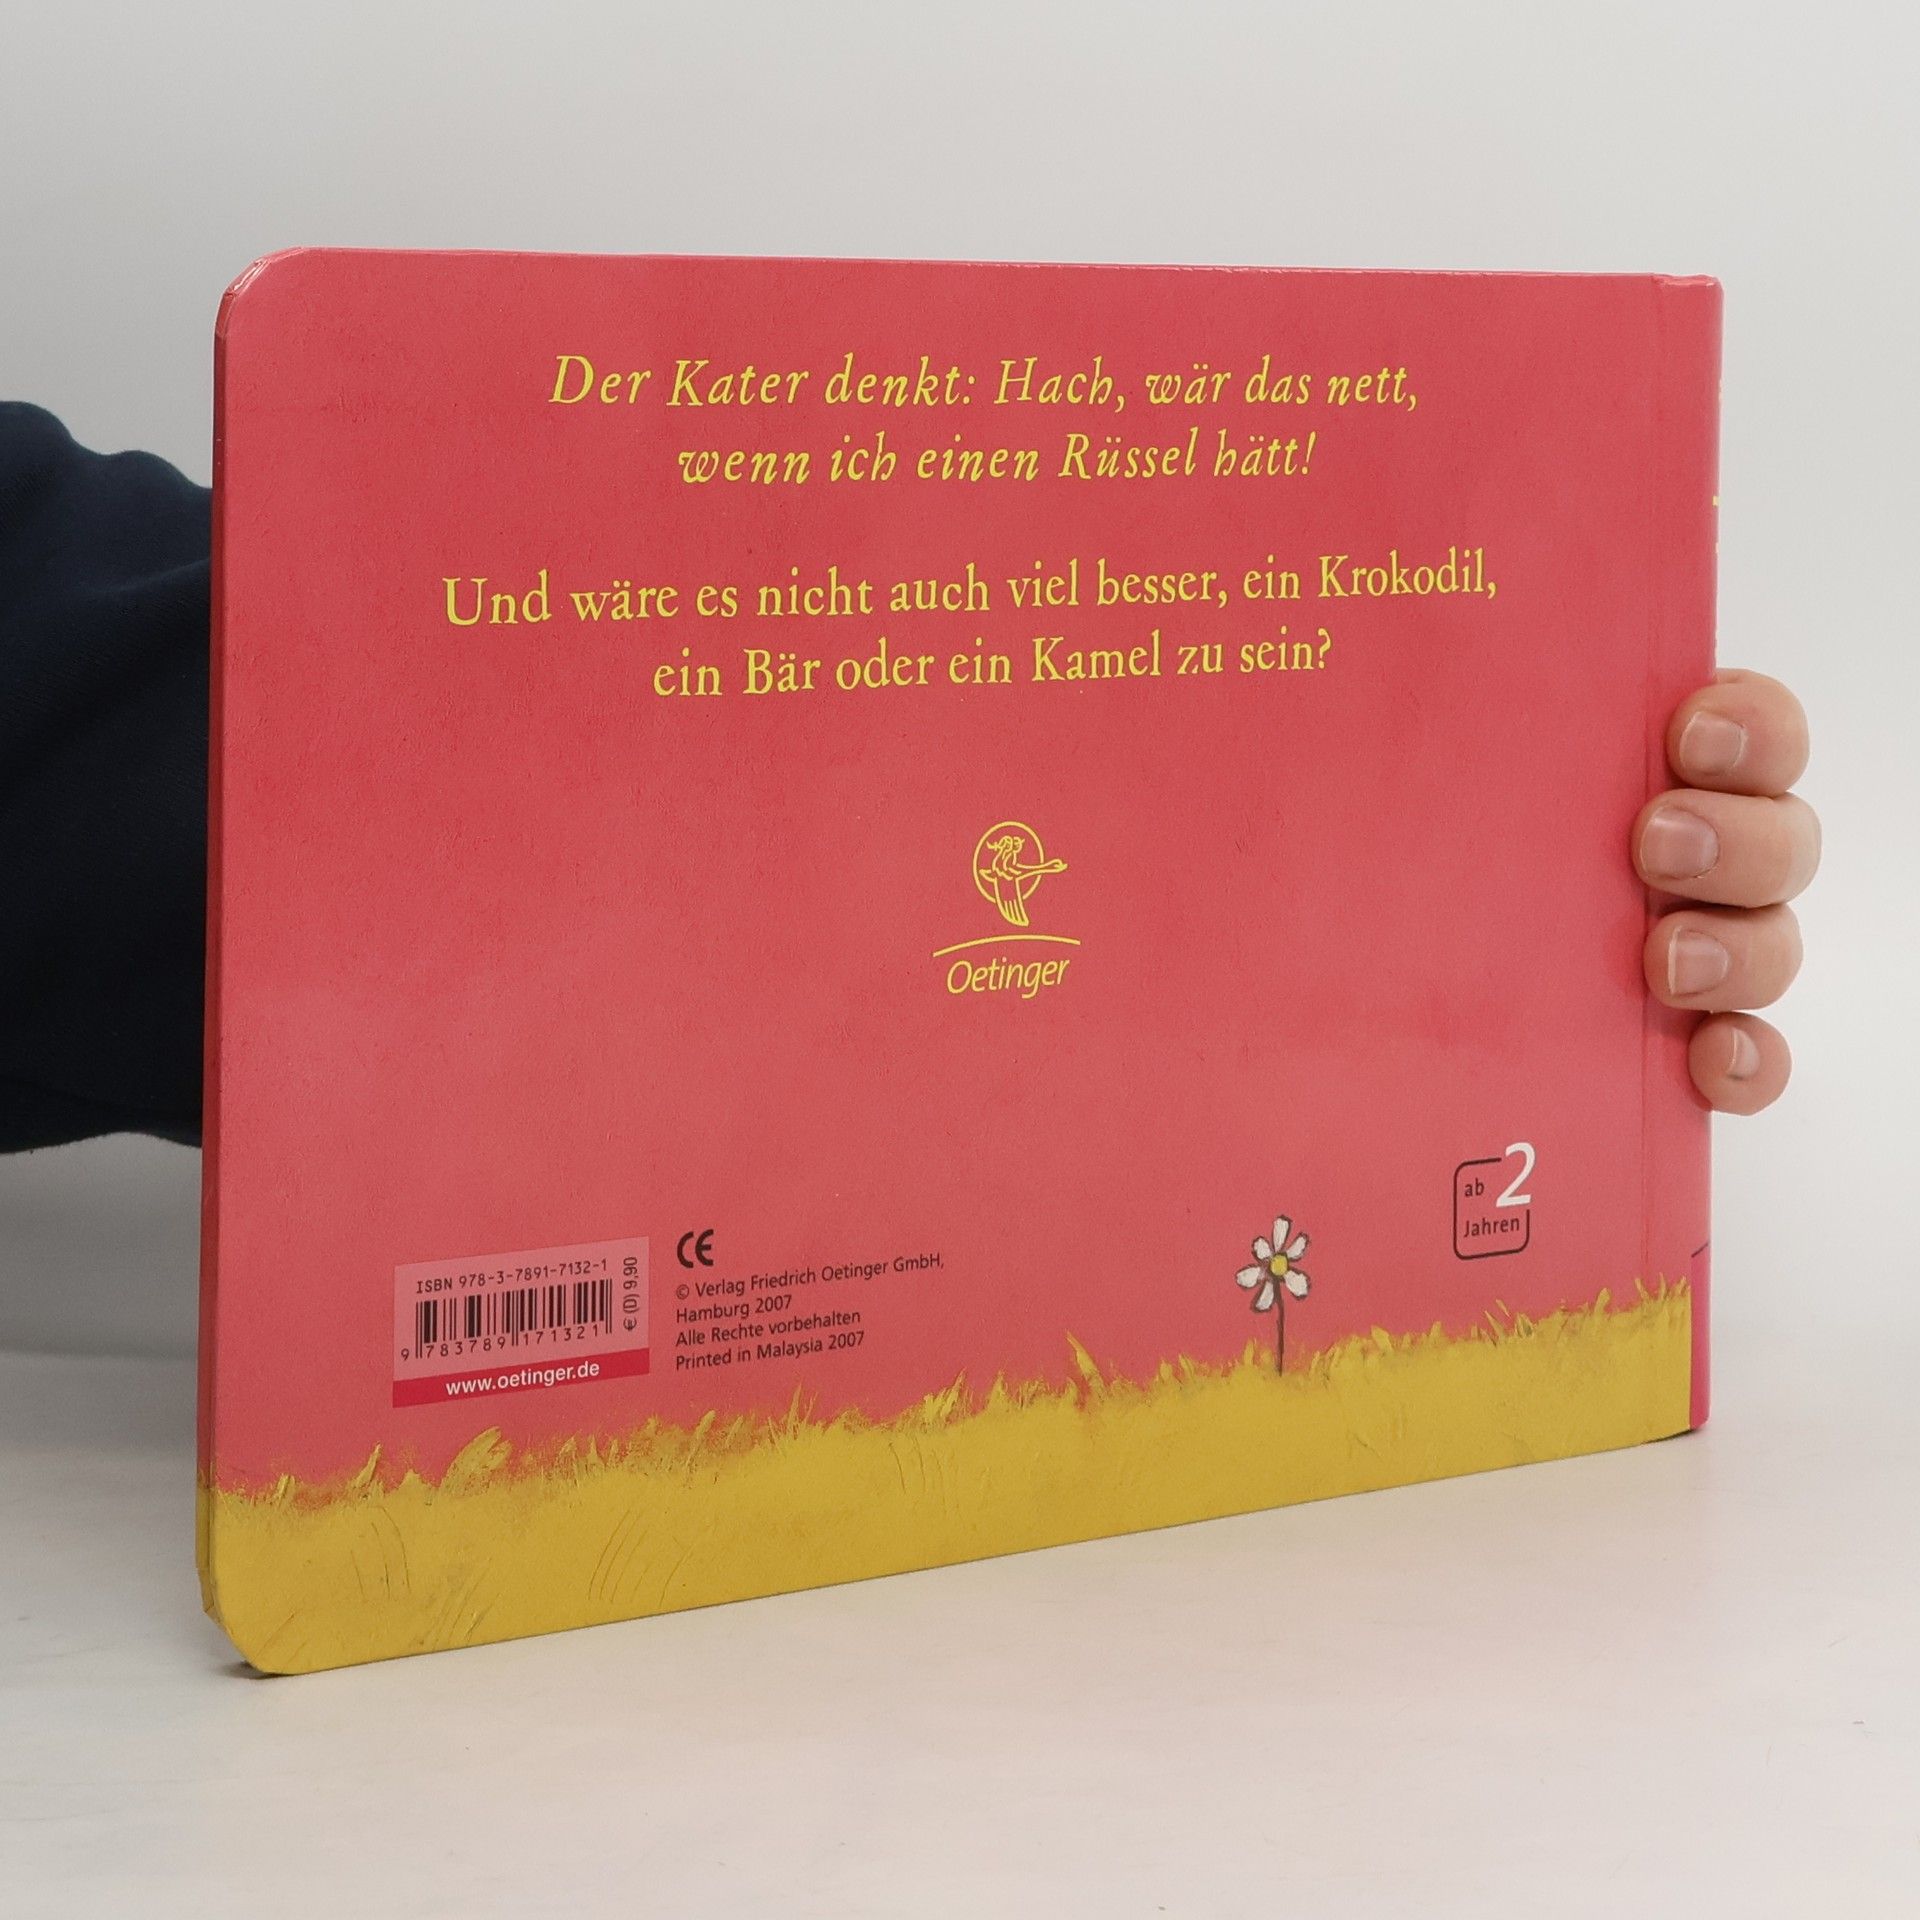 Der Kater denkt: Hach, wär das nett,
wenn ich einen Rüssel hätt!
Und wäre es nicht auch viel besser, ein Krokodil,
ein Bär oder ein Kamel zu sein?
Oetinger
ab 2
Jahren
ISBN 978-3-7891-7132-1
€ (D) 9,90
9 783789 171321
www.oetinger.de
CE
© Verlag Friedrich Oetinger GmbH,
Hamburg 2007
Alle Rechte vorbehalten
Printed in Malaysia 2007